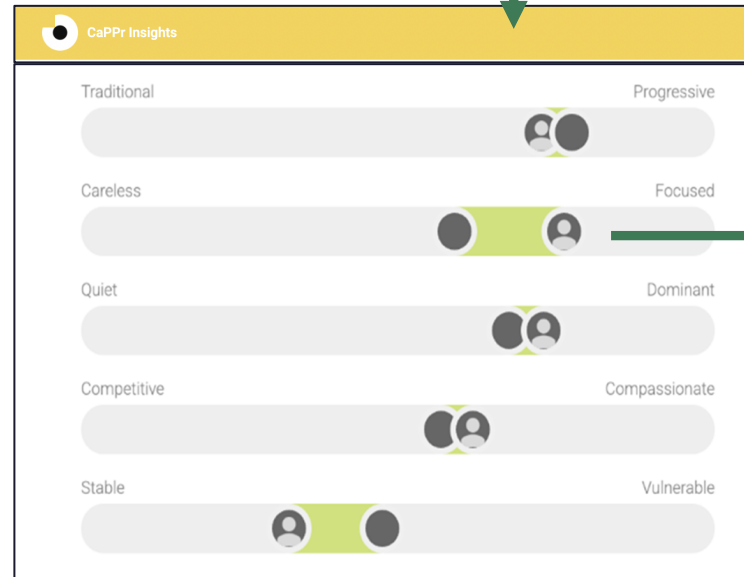 CaPPr Insights
Traditional Progressive
Careless Focused
Quiet Dominant
Competitive Compassionate
Stable Vulnerable